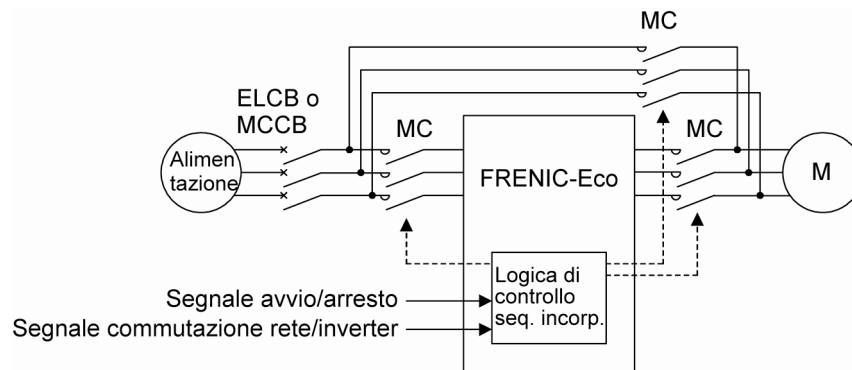 MC
ELCB o
MCCB
MC
MC
Alimen
tazione
FRENIC-Eco
M
Logica di
controllo
seq. incorp.
Segnale avvio/arresto
Segnale commutazione rete/inverter